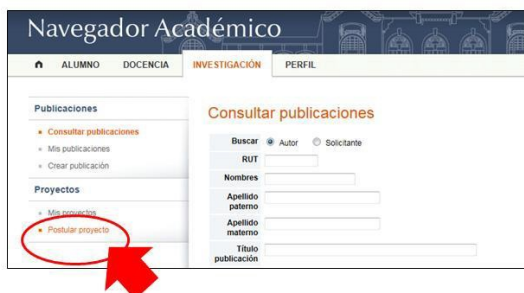 Navegador Académico
ALUMNO DOCENCIA INVESTIGACIÓN PERFIL
Publicaciones
Consultar publicaciones
Mis publicaciones
Crear publicación
Proyectos
Mis proyectos
Postular proyecto
Consultar publicaciones
Buscar Autor Solicitante
RUT
Nombres
Apellido
paterno
Apellido
materno
Título
publicación